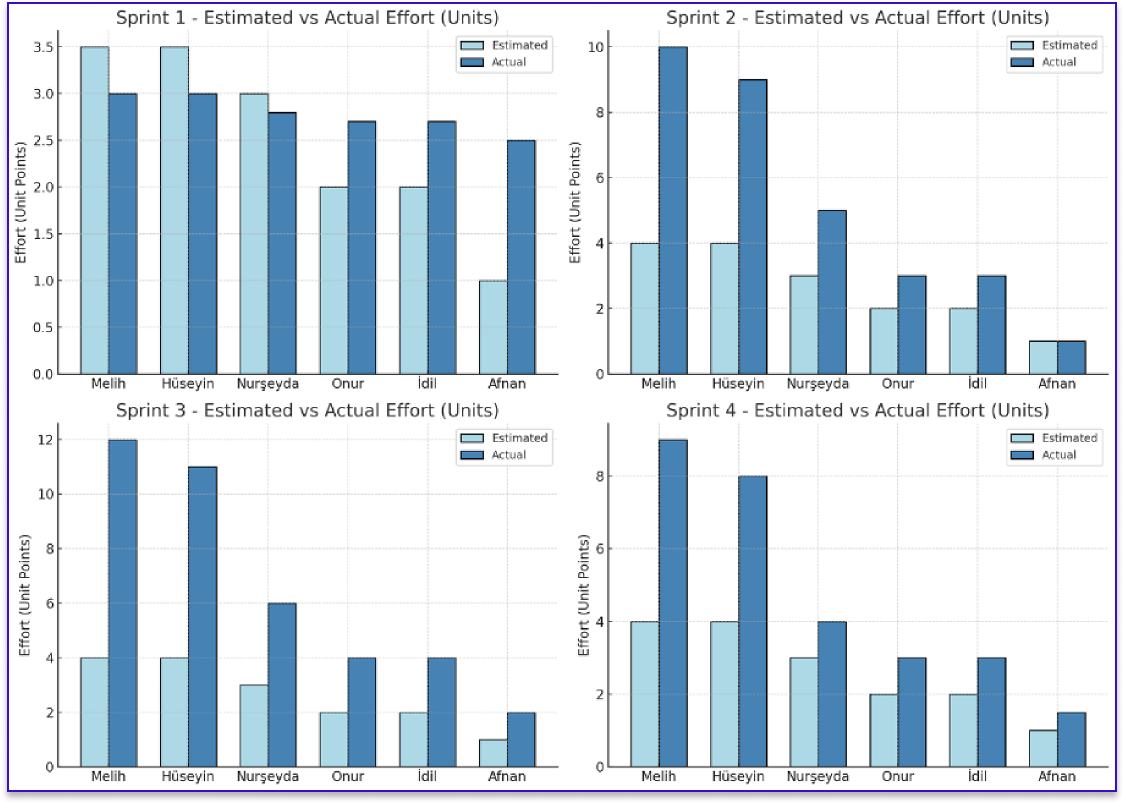 Sprint 1 - Estimated vs Actual Effort (Units)
Estimated
Actual
Effort (Unit Points)
3.5
3.0
2.5
2.0
1.5
1.0
0.5
0.0
Melih Hüseyin Nurşeyda Onur İdil Afnan
Sprint 2 - Estimated vs Actual Effort (Units)
Estimated
Actual
Effort (Unit Points)
10
8
6
4
2
0
Melih Hüseyin Nurşeyda Onur İdil Afnan
Sprint 3 - Estimated vs Actual Effort (Units)
Estimated
Actual
Effort (Unit Points)
12
10
8
6
4
2
0
Melih Hüseyin Nurşeyda Onur İdil Afnan
Sprint 4 - Estimated vs Actual Effort (Units)
Estimated
Actual
Effort (Unit Points)
8
6
4
2
0
Melih Hüseyin Nurşeyda Onur İdil Afnan